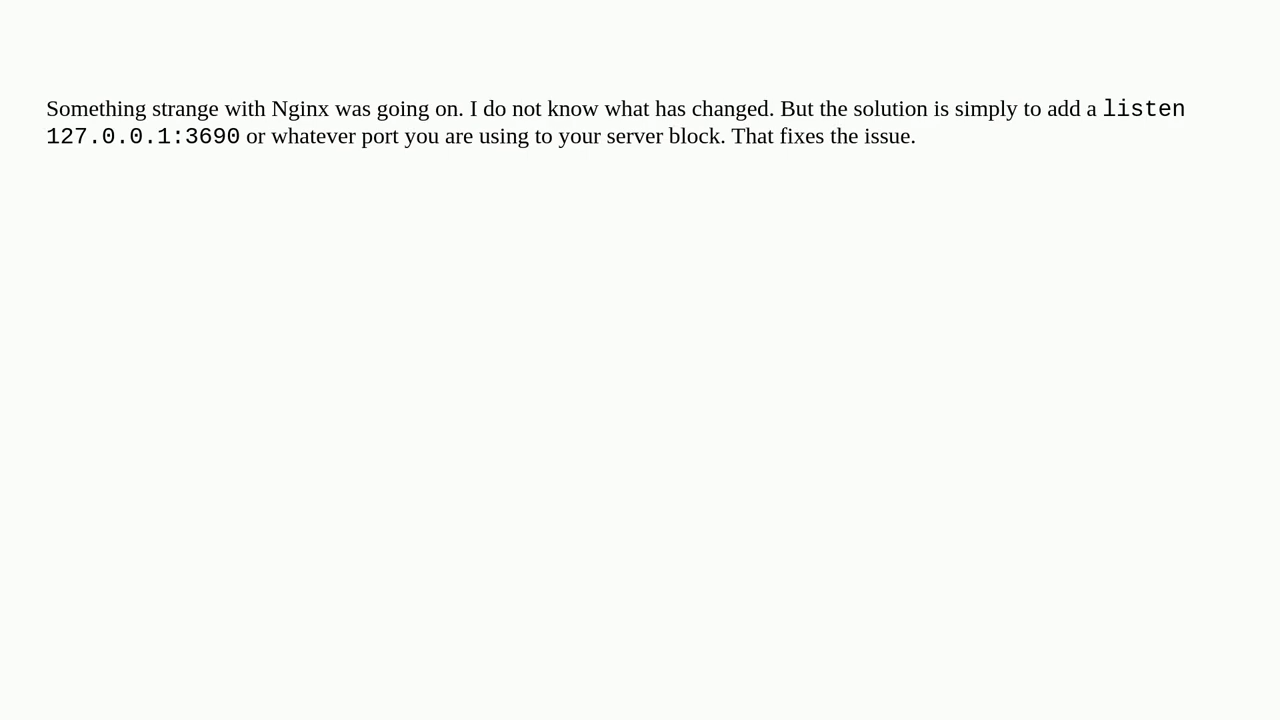 Something strange with Nginx was going on. I do not know what has changed. But the solution is simply to add a listen
127.0.0.1:3690 or whatever port you are using to your server block. That fixes the issue.